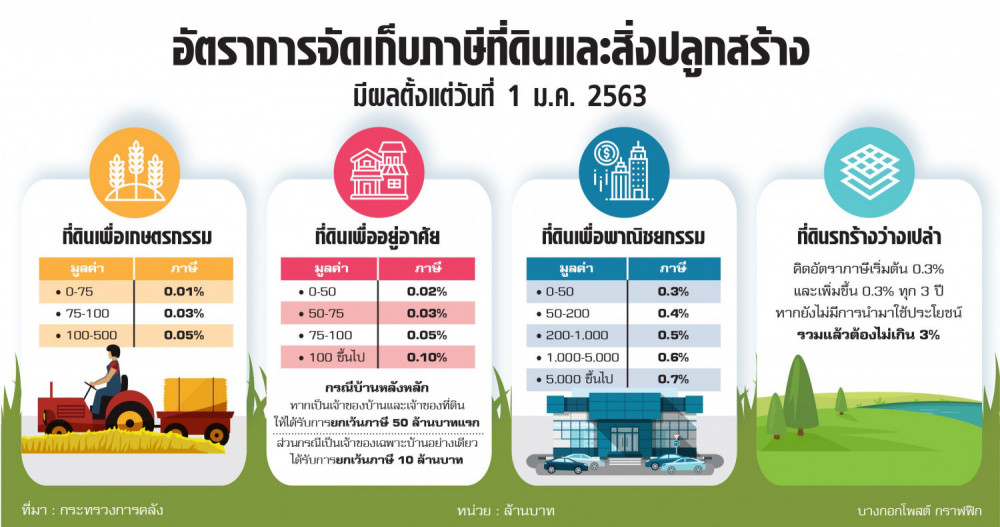 อัตราการจัดเก็บภาษีที่ดินและสิ่งปลูกสร้าง
มีผลตั้งแต่วันที่ 1 ม.ค. 2563
ที่ดินเพื่อเกษตรกรรม
มูลค่า ภาษี
• 0-75 0.01%
• 75-100 0.03%
• 100-500 0.05%
ที่ดินเพื่ออยู่อาศัย
มูลค่า ภาษี
• 0-50 0.02%
• 50-75 0.03%
• 75-100 0.05%
• 100 ขึ้นไป 0.10%
กรณีบ้านหลังหลัก
หากเป็นเจ้าของบ้านและเจ้าของที่ดิน
ให้ได้รับการยกเว้นภาษี 50 ล้านบาทแรก
ส่วนกรณีเป็นเจ้าของเฉพาะบ้านอย่างเดียว
ได้รับการยกเว้นภาษี 10 ล้านบาท
ที่ดินเพื่อพาณิชยกรรม
มูลค่า ภาษี
• 0-50 0.3%
• 50-200 0.4%
• 200-1,000 0.5%
• 1,000-5,000 0.6%
• 5,000 ขึ้นไป 0.7%
ที่ดินรกร้างว่างเปล่า
คิดอัตราภาษีเริ่มต้น 0.3%
และเพิ่มขึ้น 0.3% ทุก 3 ปี
หากยังไม่มีการนำมาใช้ประโยชน์
รวมแล้วต้องไม่เกิน 3%
ที่มา : กระทรวงการคลัง
หน่วย : ล้านบาท
บางกอกโพสต์ กราฟฟิก